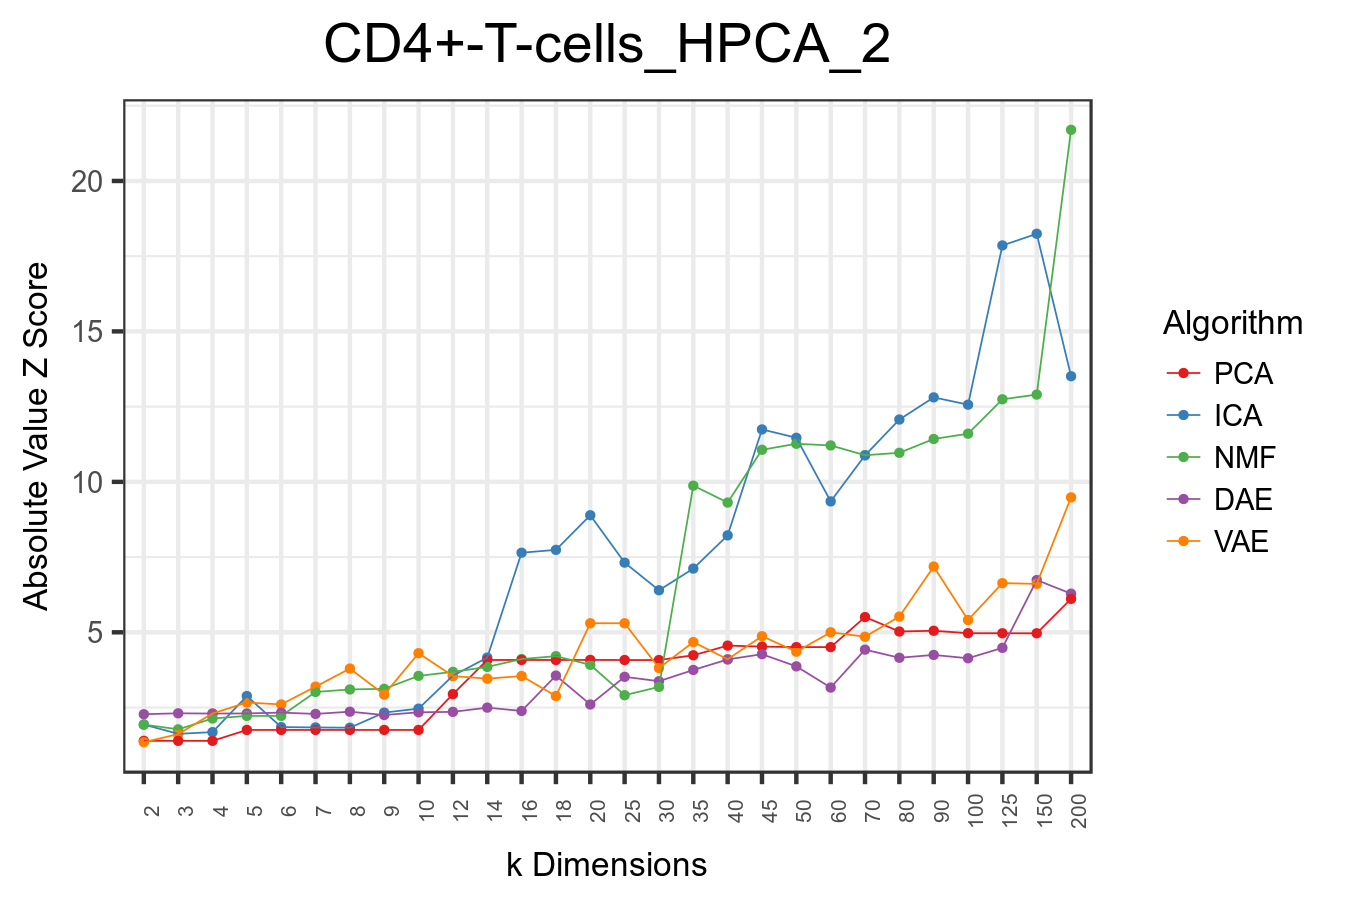 CD4+-T-cells_HPCA_2
Absolute Value Z Score
20
15
10
5
2 3 4 5 6 7 8 9 10 12 14 16 18 20 25 30 35 40 45 50 60 70 80 90 100 125 150 200
k Dimensions
Algorithm
PCA
ICA
NMF
DAE
VAE